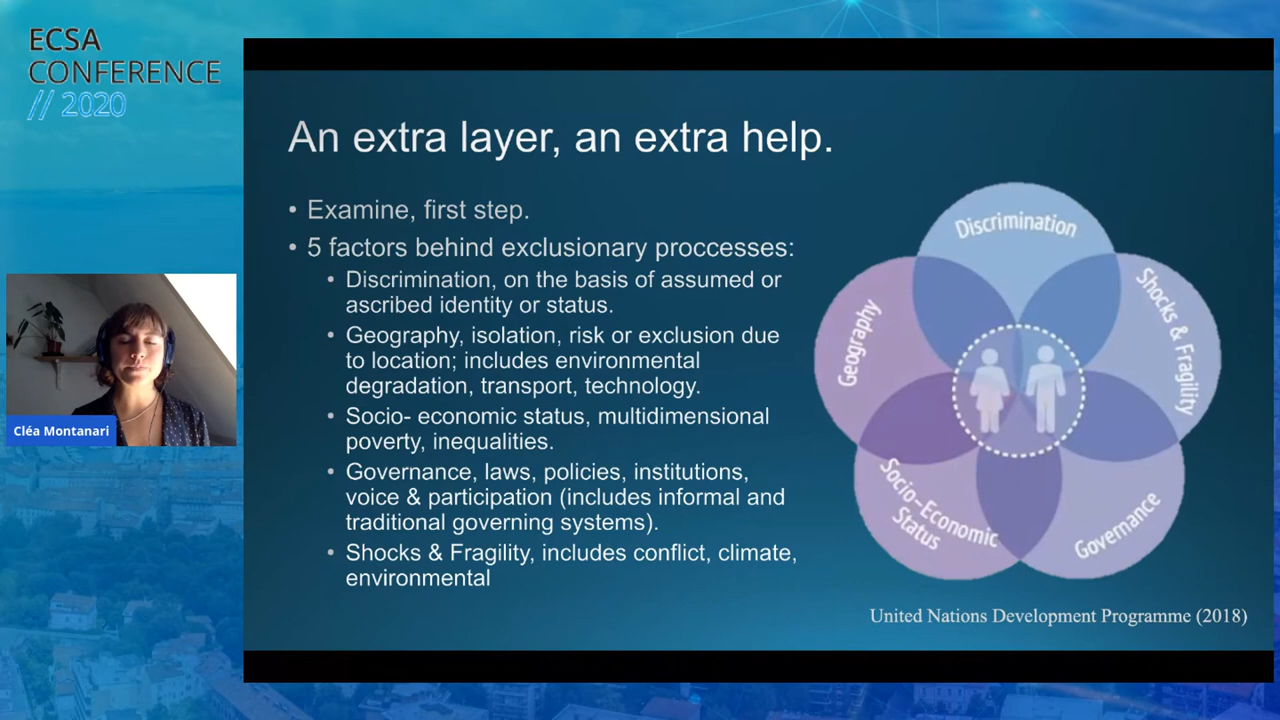 ECSA
CONFERENCE
// 2020
An extra layer, an extra help.
• Examine, first step.
• 5 factors behind exclusionary proccesses:
• Discrimination, on the basis of assumed or
ascribed identity or status.
• Geography, isolation, risk or exclusion due
to location; includes environmental
degradation, transport, technology.
• Socio- economic status, multidimensional
poverty, inequalities.
• Governance, laws, policies, institutions,
voice & participation (includes informal and
traditional governing systems).
• Shocks & Fragility, includes conflict, climate,
environmental
Discrimination
Shocks & Fragility
Geography
Socio-Economic
Status
Governance
United Nations Development Programme (2018)
Cléa Montanari